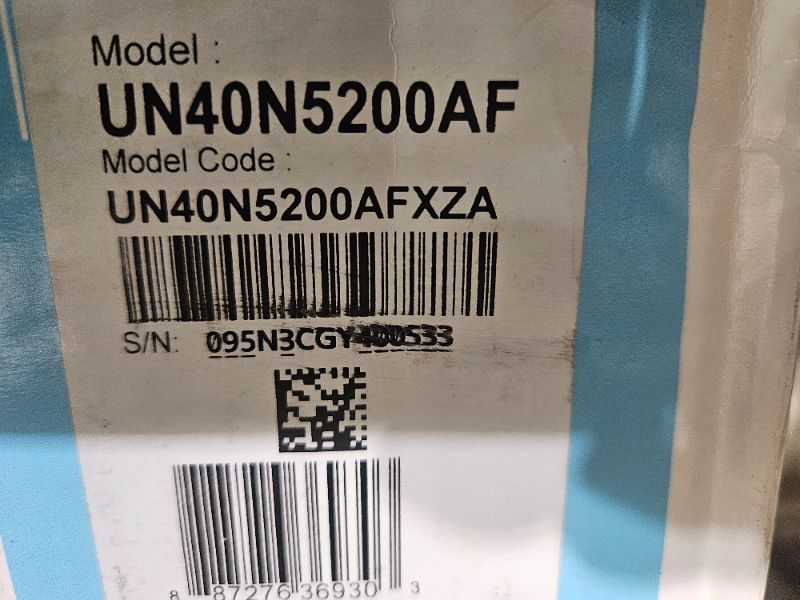 Model :
UN40N5200AF
Model Code :
UN40N5200AFXZA
S/N: 095N3CGY400533
8 87276 36930 3